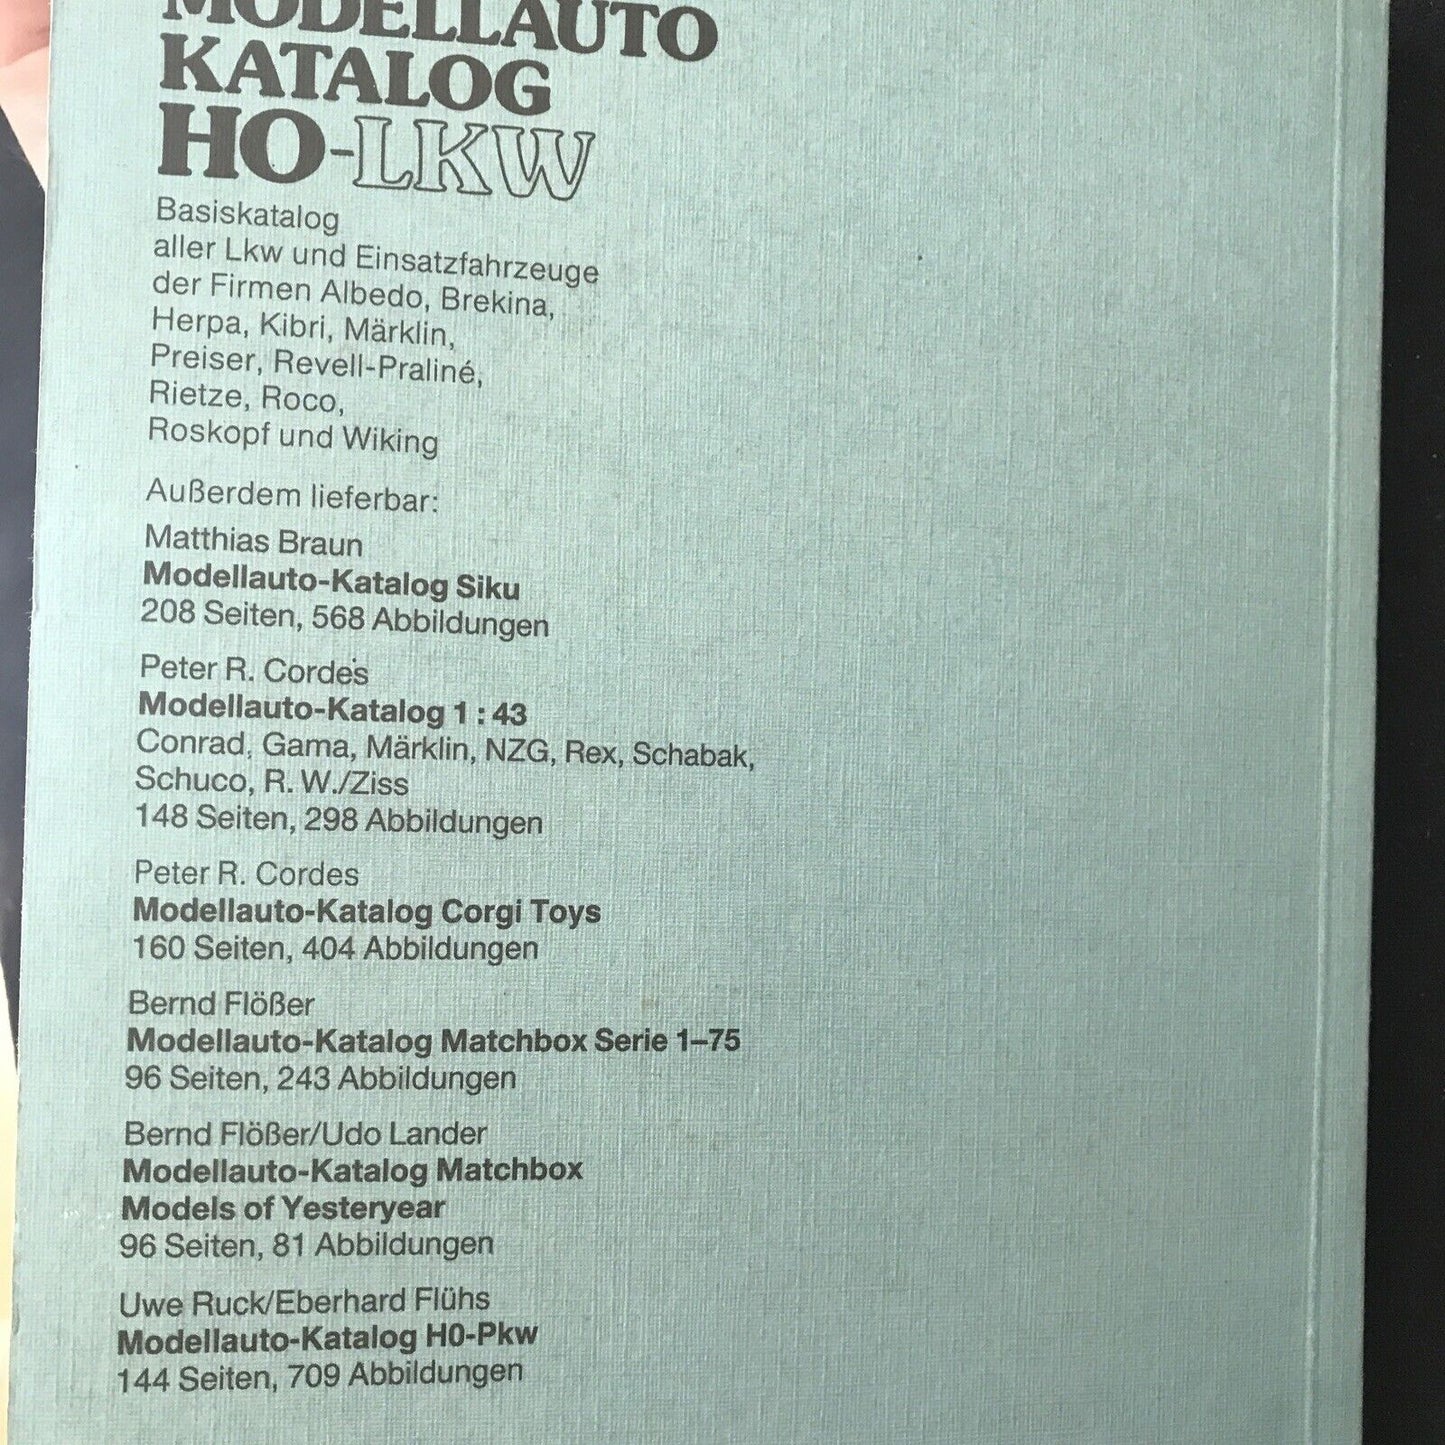 MODELLAUTO
KATALOG
HO-LKW
Basiskatalog
aller Lkw und Einsatzfahrzeuge
der Firmen Albedo, Brekina,
Herpa, Kibri, Märklin,
Preiser, Revell-Praliné,
Rietze, Roco,
Roskopf und Wiking
Außerdem lieferbar:
Matthias Braun
Modellauto-Katalog Siku
208 Seiten, 568 Abbildungen
Peter R. Cordes
Modellauto-Katalog 1 : 43
Conrad, Gama, Märklin, NZG, Rex, Schabak,
Schuco, R. W./Ziss
148 Seiten, 298 Abbildungen
Peter R. Cordes
Modellauto-Katalog Corgi Toys
160 Seiten, 404 Abbildungen
Bernd Flößer
Modellauto-Katalog Matchbox Serie 1–75
96 Seiten, 243 Abbildungen
Bernd Flößer/Udo Lander
Modellauto-Katalog Matchbox
Models of Yesteryear
96 Seiten, 81 Abbildungen
Uwe Ruck/Eberhard Flühs
Modellauto-Katalog H0-Pkw
144 Seiten, 709 Abbildungen